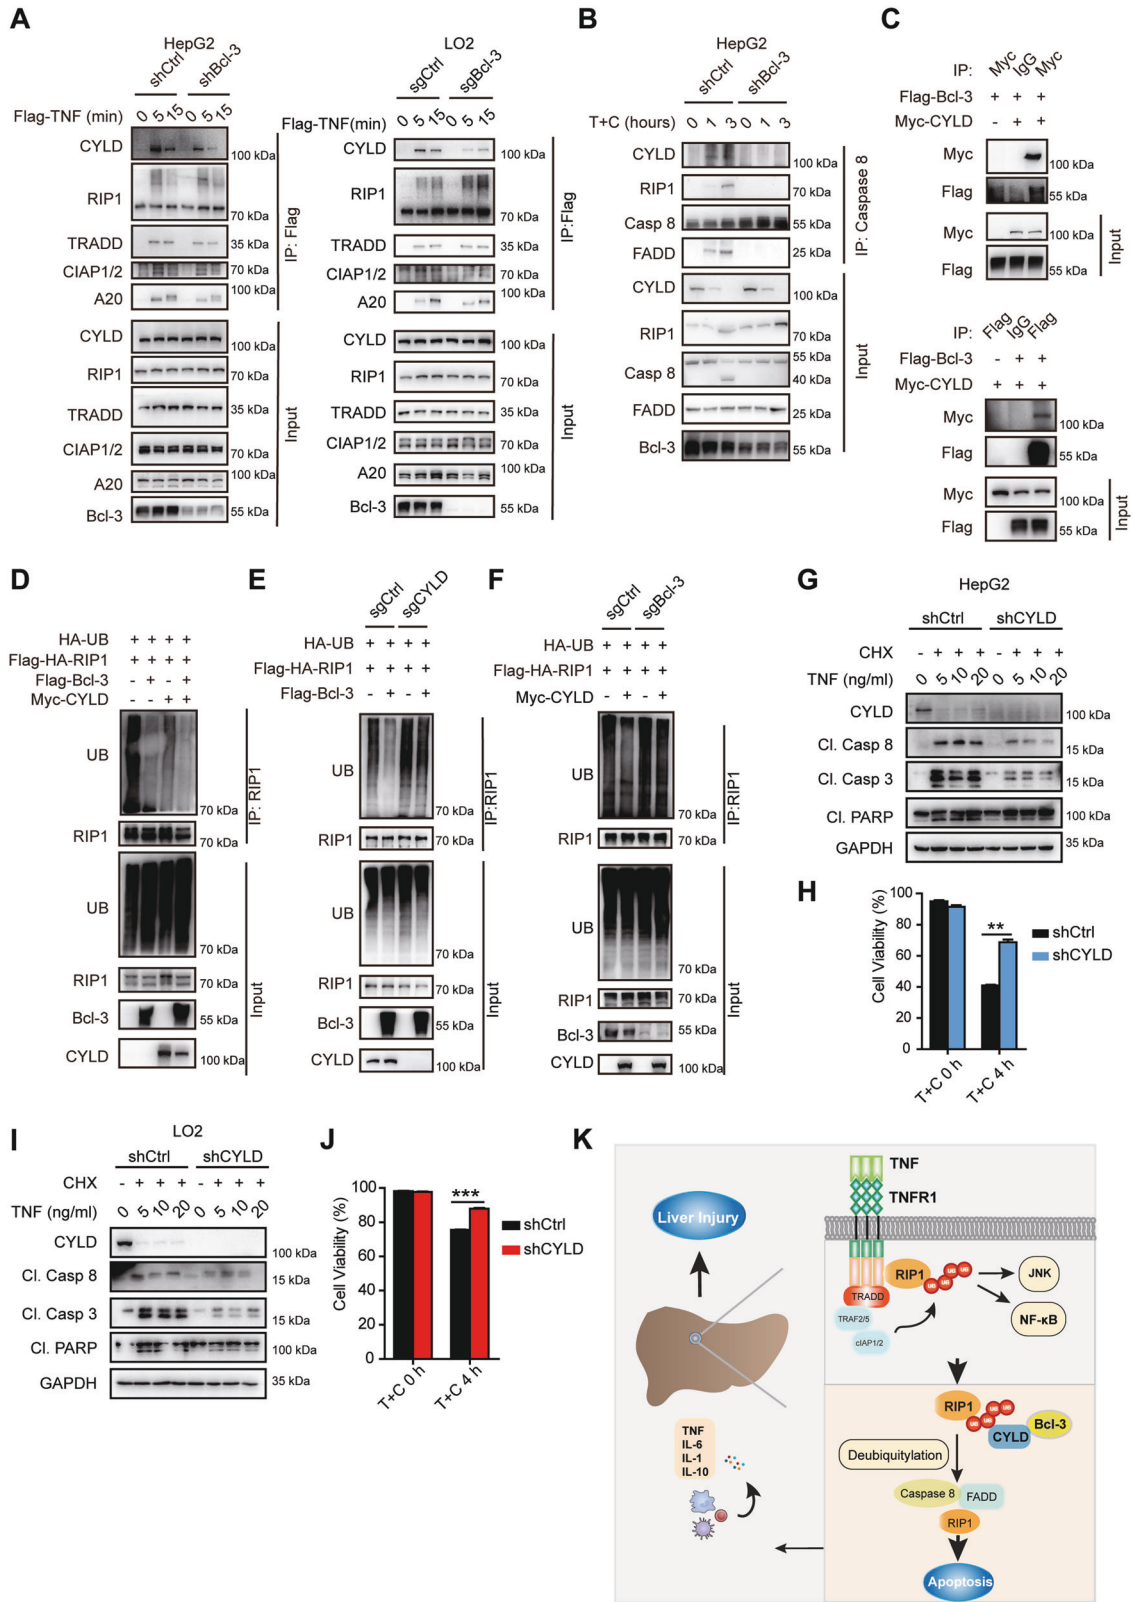 A
HepG2
shCtrl shBcl-3
Flag-TNF (min) 0 5 15 0 5 15
CYLD 100 kDa
RIP1 70 kDa
TRADD 35 kDa
CIAP1/2 70 kDa
A20 100 kDa
IP: Flag
CYLD 100 kDa
RIP1 70 kDa
TRADD 35 kDa
CIAP1/2 70 kDa
A20 100 kDa
Bcl-3 55 kDa
Input
LO2
sgCtrl sgBcl-3
Flag-TNF(min) 0 5 15 0 5 15
CYLD 100 kDa
RIP1 70 kDa
TRADD 35 kDa
CIAP1/2 70 kDa
A20 100 kDa
IP:Flag
CYLD 100 kDa
RIP1 70 kDa
TRADD 35 kDa
CIAP1/2 70 kDa
A20 100 kDa
Bcl-3 55 kDa
Input
B
HepG2
shCtrl shBcl-3
T+C (hours) 0 1 3 0 1 3
CYLD 100 kDa
RIP1 70 kDa
Casp 8 55 kDa
FADD 25 kDa
IP: Caspase 8
CYLD 100 kDa
RIP1 70 kDa
Casp 8 55 kDa
40 kDa
FADD 25 kDa
Bcl-3 55 kDa
Input
C
IP: Myc IgG Myc
Flag-Bcl-3 + + +
Myc-CYLD - + +
Myc 100 kDa
Flag 55 kDa
Myc 100 kDa
Flag 55 kDa
Input
IP: Flag IgG Flag
Flag-Bcl-3 - + +
Myc-CYLD + + +
Myc 100 kDa
Flag 55 kDa
Myc 100 kDa
Flag 55 kDa
Input
D
HA-UB + + + +
Flag-HA-RIP1 + + + +
Flag-Bcl-3 - + - +
Myc-CYLD - - + +
UB 70 kDa
RIP1 70 kDa
IP: RIP1
UB 70 kDa
RIP1 70 kDa
Bcl-3 55 kDa
CYLD 100 kDa
Input
E
sgCtrl sgCYLD
HA-UB + + + +
Flag-HA-RIP1 + + + +
Flag-Bcl-3 - + - +
UB 70 kDa
RIP1 70 kDa
IP:RIP1
UB 70 kDa
RIP1 70 kDa
Bcl-3 55 kDa
CYLD 100 kDa
Input
F
sgCtrl sgBcl-3
HA-UB + + + +
Flag-HA-RIP1 + + + +
Myc-CYLD - + - +
UB 70 kDa
RIP1 70 kDa
IP:RIP1
UB 70 kDa
RIP1 70 kDa
Bcl-3 55 kDa
CYLD 100 kDa
Input
G
HepG2
shCtrl shCYLD
CHX - + + + - + + +
TNF (ng/ml) 0 5 10 20 0 5 10 20
CYLD 100 kDa
Cl. Casp 8 15 kDa
Cl. Casp 3 15 kDa
Cl. PARP 100 kDa
GAPDH 35 kDa
H
Cell Viability (%)
100
80
60
40
20
0
**
shCtrl
shCYLD
T+C 0 h T+C 4 h
I
LO2
shCtrl shCYLD
CHX - + + + - + + +
TNF (ng/ml) 0 5 10 20 0 5 10 20
CYLD 100 kDa
Cl. Casp 8 15 kDa
Cl. Casp 3 15 kDa
Cl. PARP 100 kDa
GAPDH 35 kDa
J
Cell Viability (%)
100
80
60
40
20
0
***
shCtrl
shCYLD
T+C 0 h T+C 4 h
K
Liver Injury
TNF
IL-6
IL-1
IL-10
TNF
TNFR1
RIP1
UB UB UB UB
TRADD
TRAF2/5
cIAP1/2
JNK
NF-κB
RIP1
UB UB UB UB
CYLD
Bcl-3
Deubiquitylation
Caspase 8
FADD
RIP1
Apoptosis